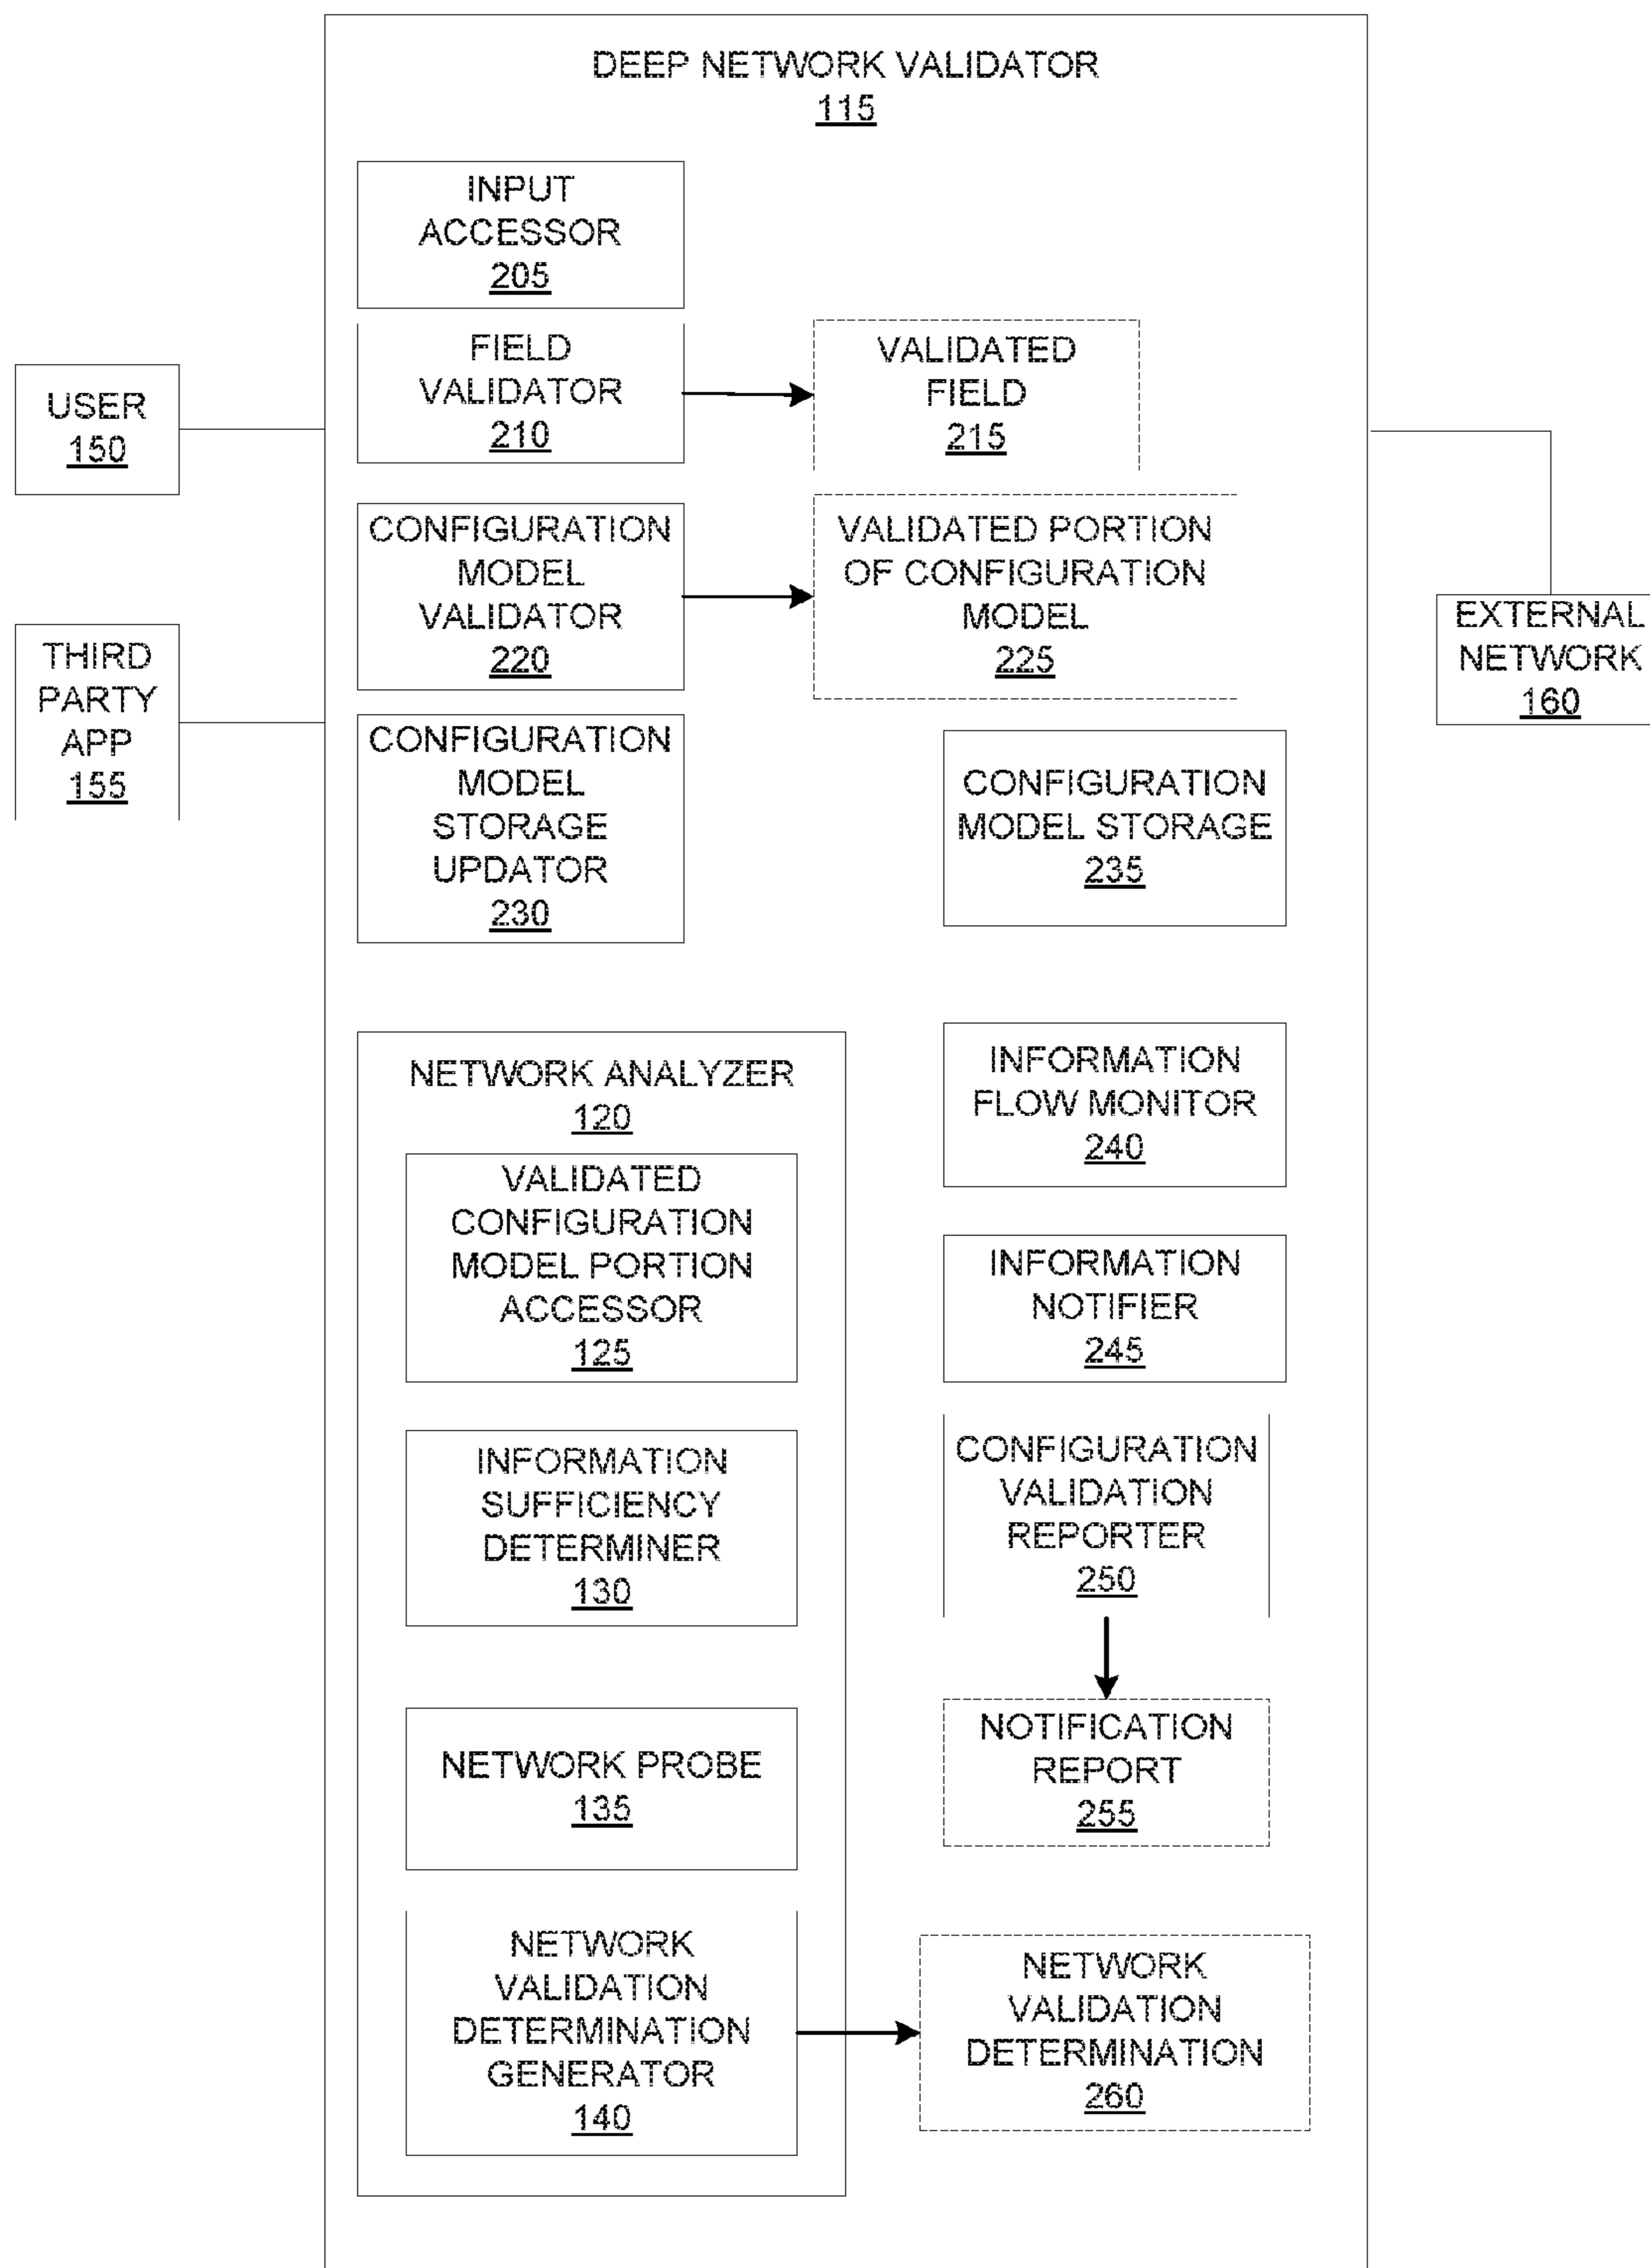 DEEP NETWORK VALIDATOR
115
INPUT
ACCESSOR
205
FIELD
VALIDATOR
210
VALIDATED
FIELD
215
USER
150
CONFIGURATION
MODEL
VALIDATOR
220
VALIDATED PORTION
OF CONFIGURATION
MODEL
225
THIRD
PARTY
APP
155
EXTERNAL
NETWORK
160
CONFIGURATION
MODEL
STORAGE
UPDATOR
230
CONFIGURATION
MODEL STORAGE
235
NETWORK ANALYZER
120
VALIDATED
CONFIGURATION
MODEL PORTION
ACCESSOR
125
INFORMATION
SUFFICIENCY
DETERMINER
130
NETWORK PROBE
135
NETWORK
VALIDATION
DETERMINATION
GENERATOR
140
INFORMATION
FLOW MONITOR
240
INFORMATION
NOTIFIER
245
CONFIGURATION
VALIDATION
REPORTER
250
NOTIFICATION
REPORT
255
NETWORK
VALIDATION
DETERMINATION
260